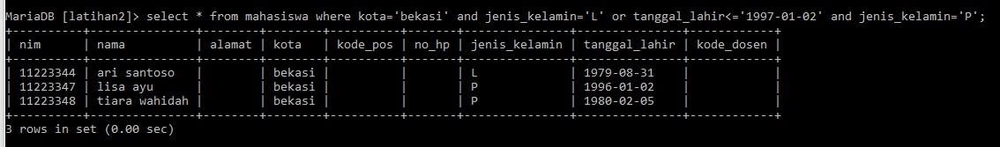 MariaDB [latihan2]> select * from mahasiswa where kota='bekasi' and jenis_kelamin='L' or tanggal_lahir<='1997-01-02' and jenis_kelamin='P';
+----------+---------------+--------+--------+----------+-------+---------------+---------------+------------+
| nim      | nama          | alamat | kota   | kode_pos | no_hp | jenis_kelamin | tanggal_lahir | kode_dosen |
+----------+---------------+--------+--------+----------+-------+---------------+---------------+------------+
| 11223344 | ari santoso   |        | bekasi |          |       | L             | 1979-08-31    |            |
| 11223347 | lisa ayu      |        | bekasi |          |       | P             | 1996-01-02    |            |
| 11223348 | tiara wahidah |        | bekasi |          |       | P             | 1980-02-05    |            |
+----------+---------------+--------+--------+----------+-------+---------------+---------------+------------+
3 rows in set (0.00 sec)